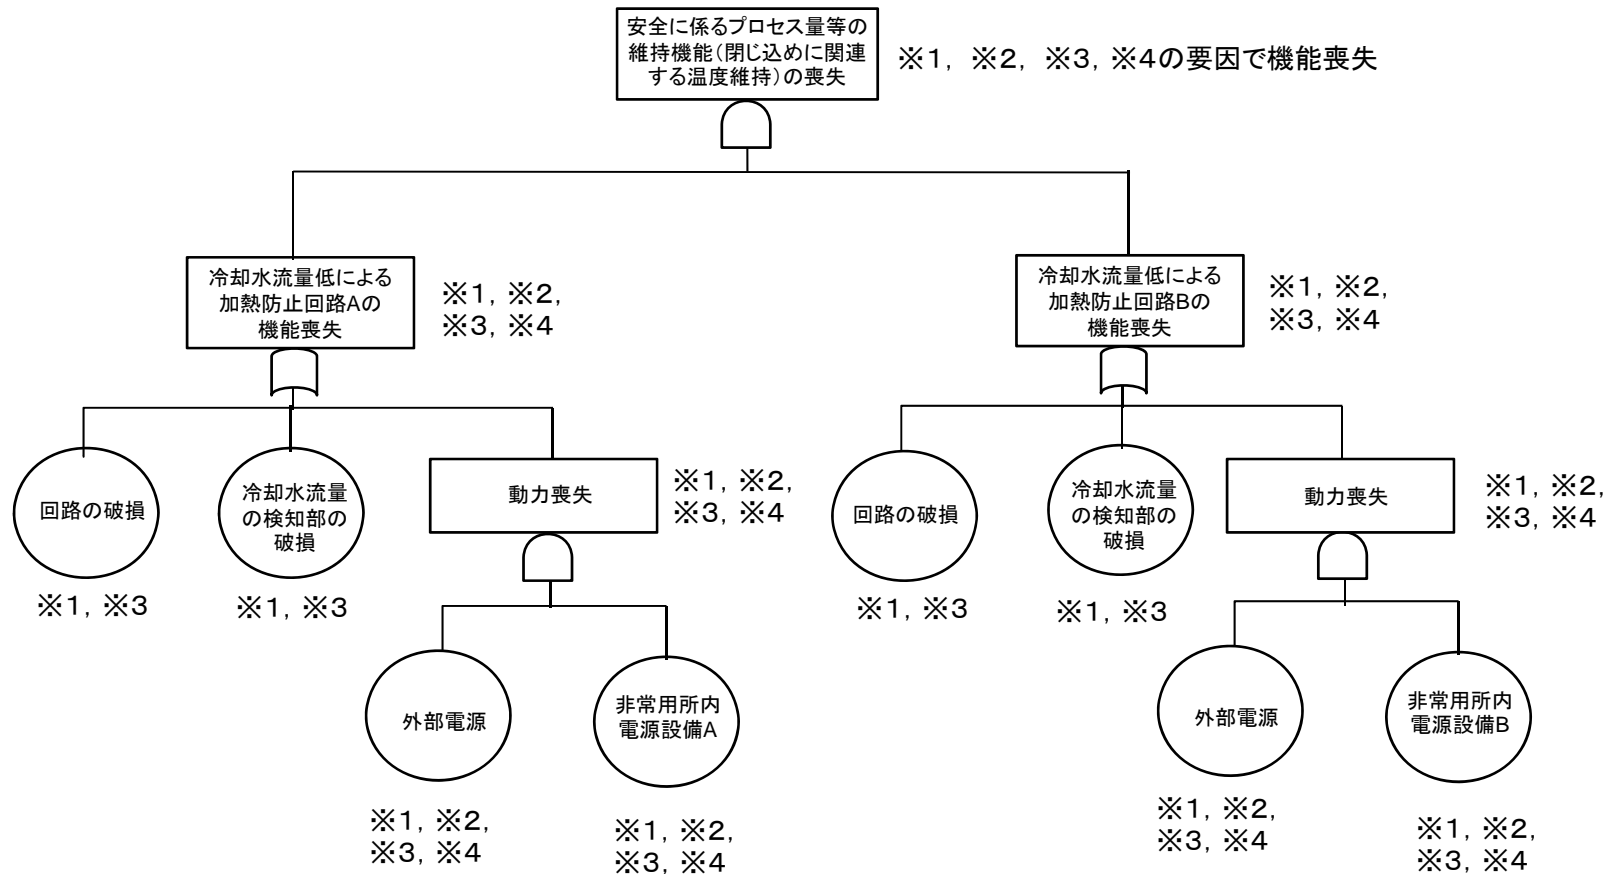 安全に係るプロセス量等の
維持機能(閉じ込めに関連
する温度維持)の喪失
※1, ※2, ※3, ※4の要因で機能喪失
冷却水流量低による
加熱防止回路Aの
機能喪失
※1, ※2,
※3, ※4
冷却水流量低による
加熱防止回路Bの
機能喪失
※1, ※2,
※3, ※4
回路の破損
※1, ※3
冷却水流量
の検知部の
破損
※1, ※3
動力喪失
※1, ※2,
※3, ※4
回路の破損
※1, ※3
冷却水流量
の検知部の
破損
※1, ※3
動力喪失
※1, ※2,
※3, ※4
外部電源
※1, ※2,
※3, ※4
非常用所内
電源設備A
※1, ※2,
※3, ※4
外部電源
※1, ※2,
※3, ※4
非常用所内
電源設備B
※1, ※2,
※3, ※4